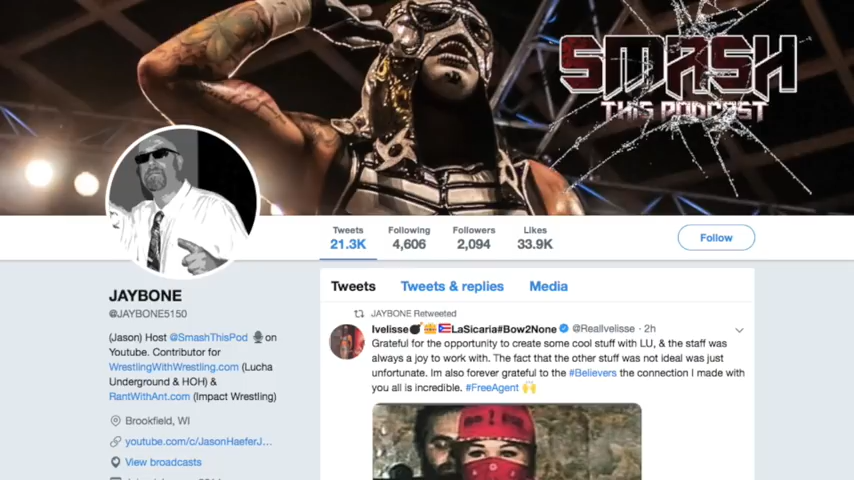 SMASH
THIS PODCAST
Tweets
21.3K
Following
4,606
Followers
2,094
Likes
33.9K
Follow
JAYBONE
@JAYBONE5150
(Jason) Host @SmashThisPod 🎙on
Youtube. Contributor for
WrestlingWithWrestling.com (Lucha
Underground & HOH) &
RantWithAnt.com (Impact Wrestling)
Brookfield, WI
youtube.com/c/JasonHaeferJ...
View broadcasts
Tweets Tweets & replies Media
JAYBONE Retweeted
Ivelisse💣🇵🇷LaSicaria#Bow2None @RealIvelisse · 2h
Grateful for the opportunity to create some cool stuff with LU, & the staff was
always a joy to work with. The fact that the other stuff was not ideal was just
unfortunate. Im also forever grateful to the #Believers the connection I made with
you all is incredible. #FreeAgent 🙌